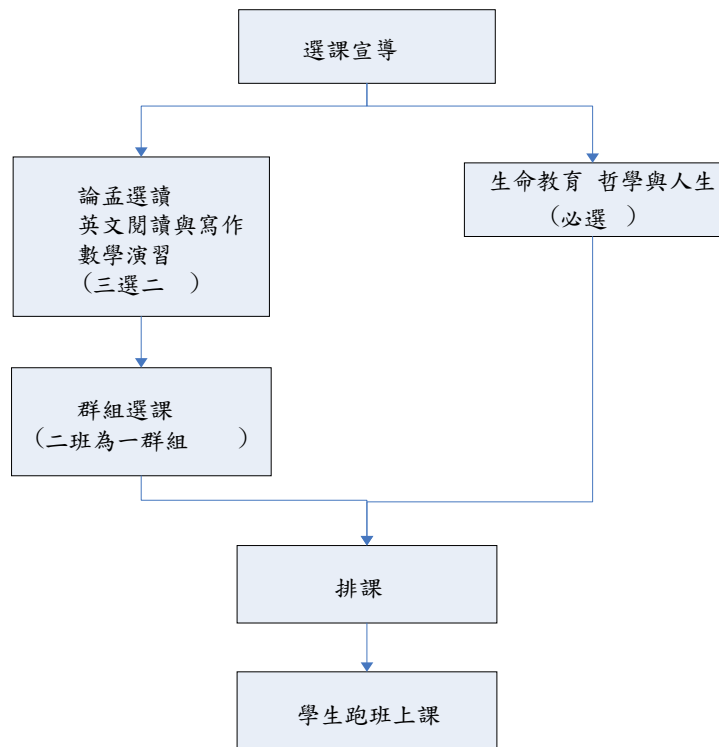 選課宣導
論孟選讀
英文閱讀與寫作
數學演習
(三選二 )
生命教育 哲學與人生
(必選 )
群組選課
(二班為一群組 )
排課
學生跑班上課